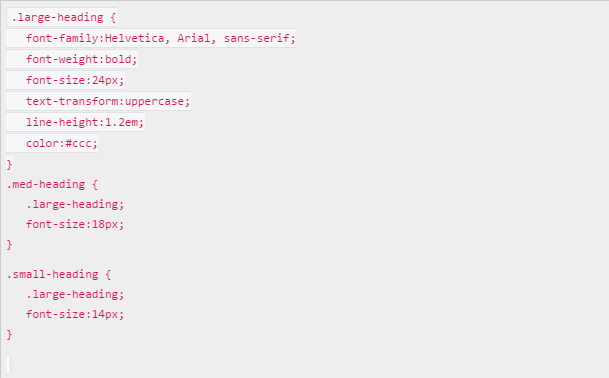 .large-heading {
font-family:Helvetica, Arial, sans-serif;
font-weight:bold;
font-size:24px;
text-transform:uppercase;
line-height:1.2em;
color:#ccc;
}
.med-heading {
.large-heading;
font-size:18px;
}
.small-heading {
.large-heading;
font-size:14px;
}